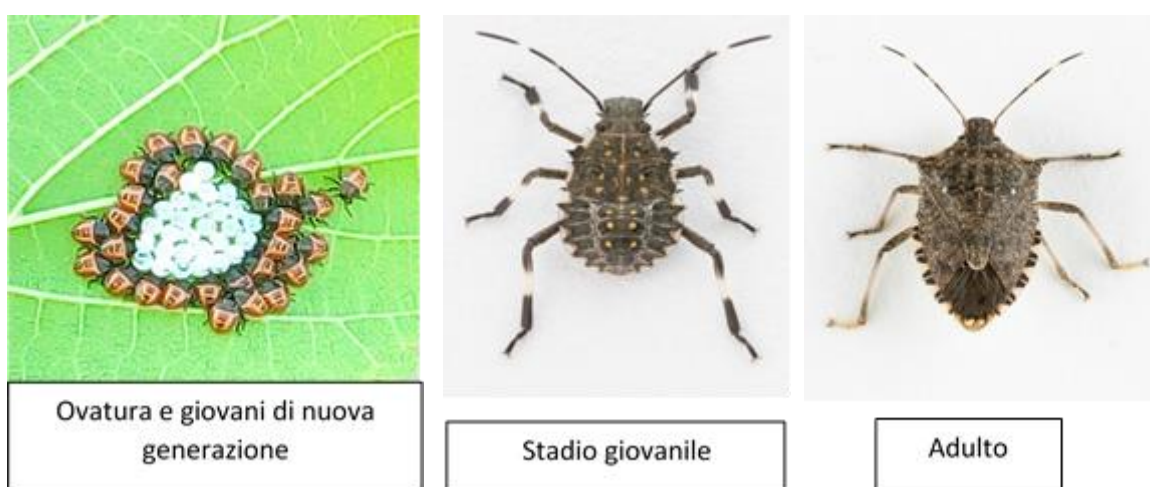 Ovatura e giovani di nuova
generazione
Stadio giovanile
Adulto